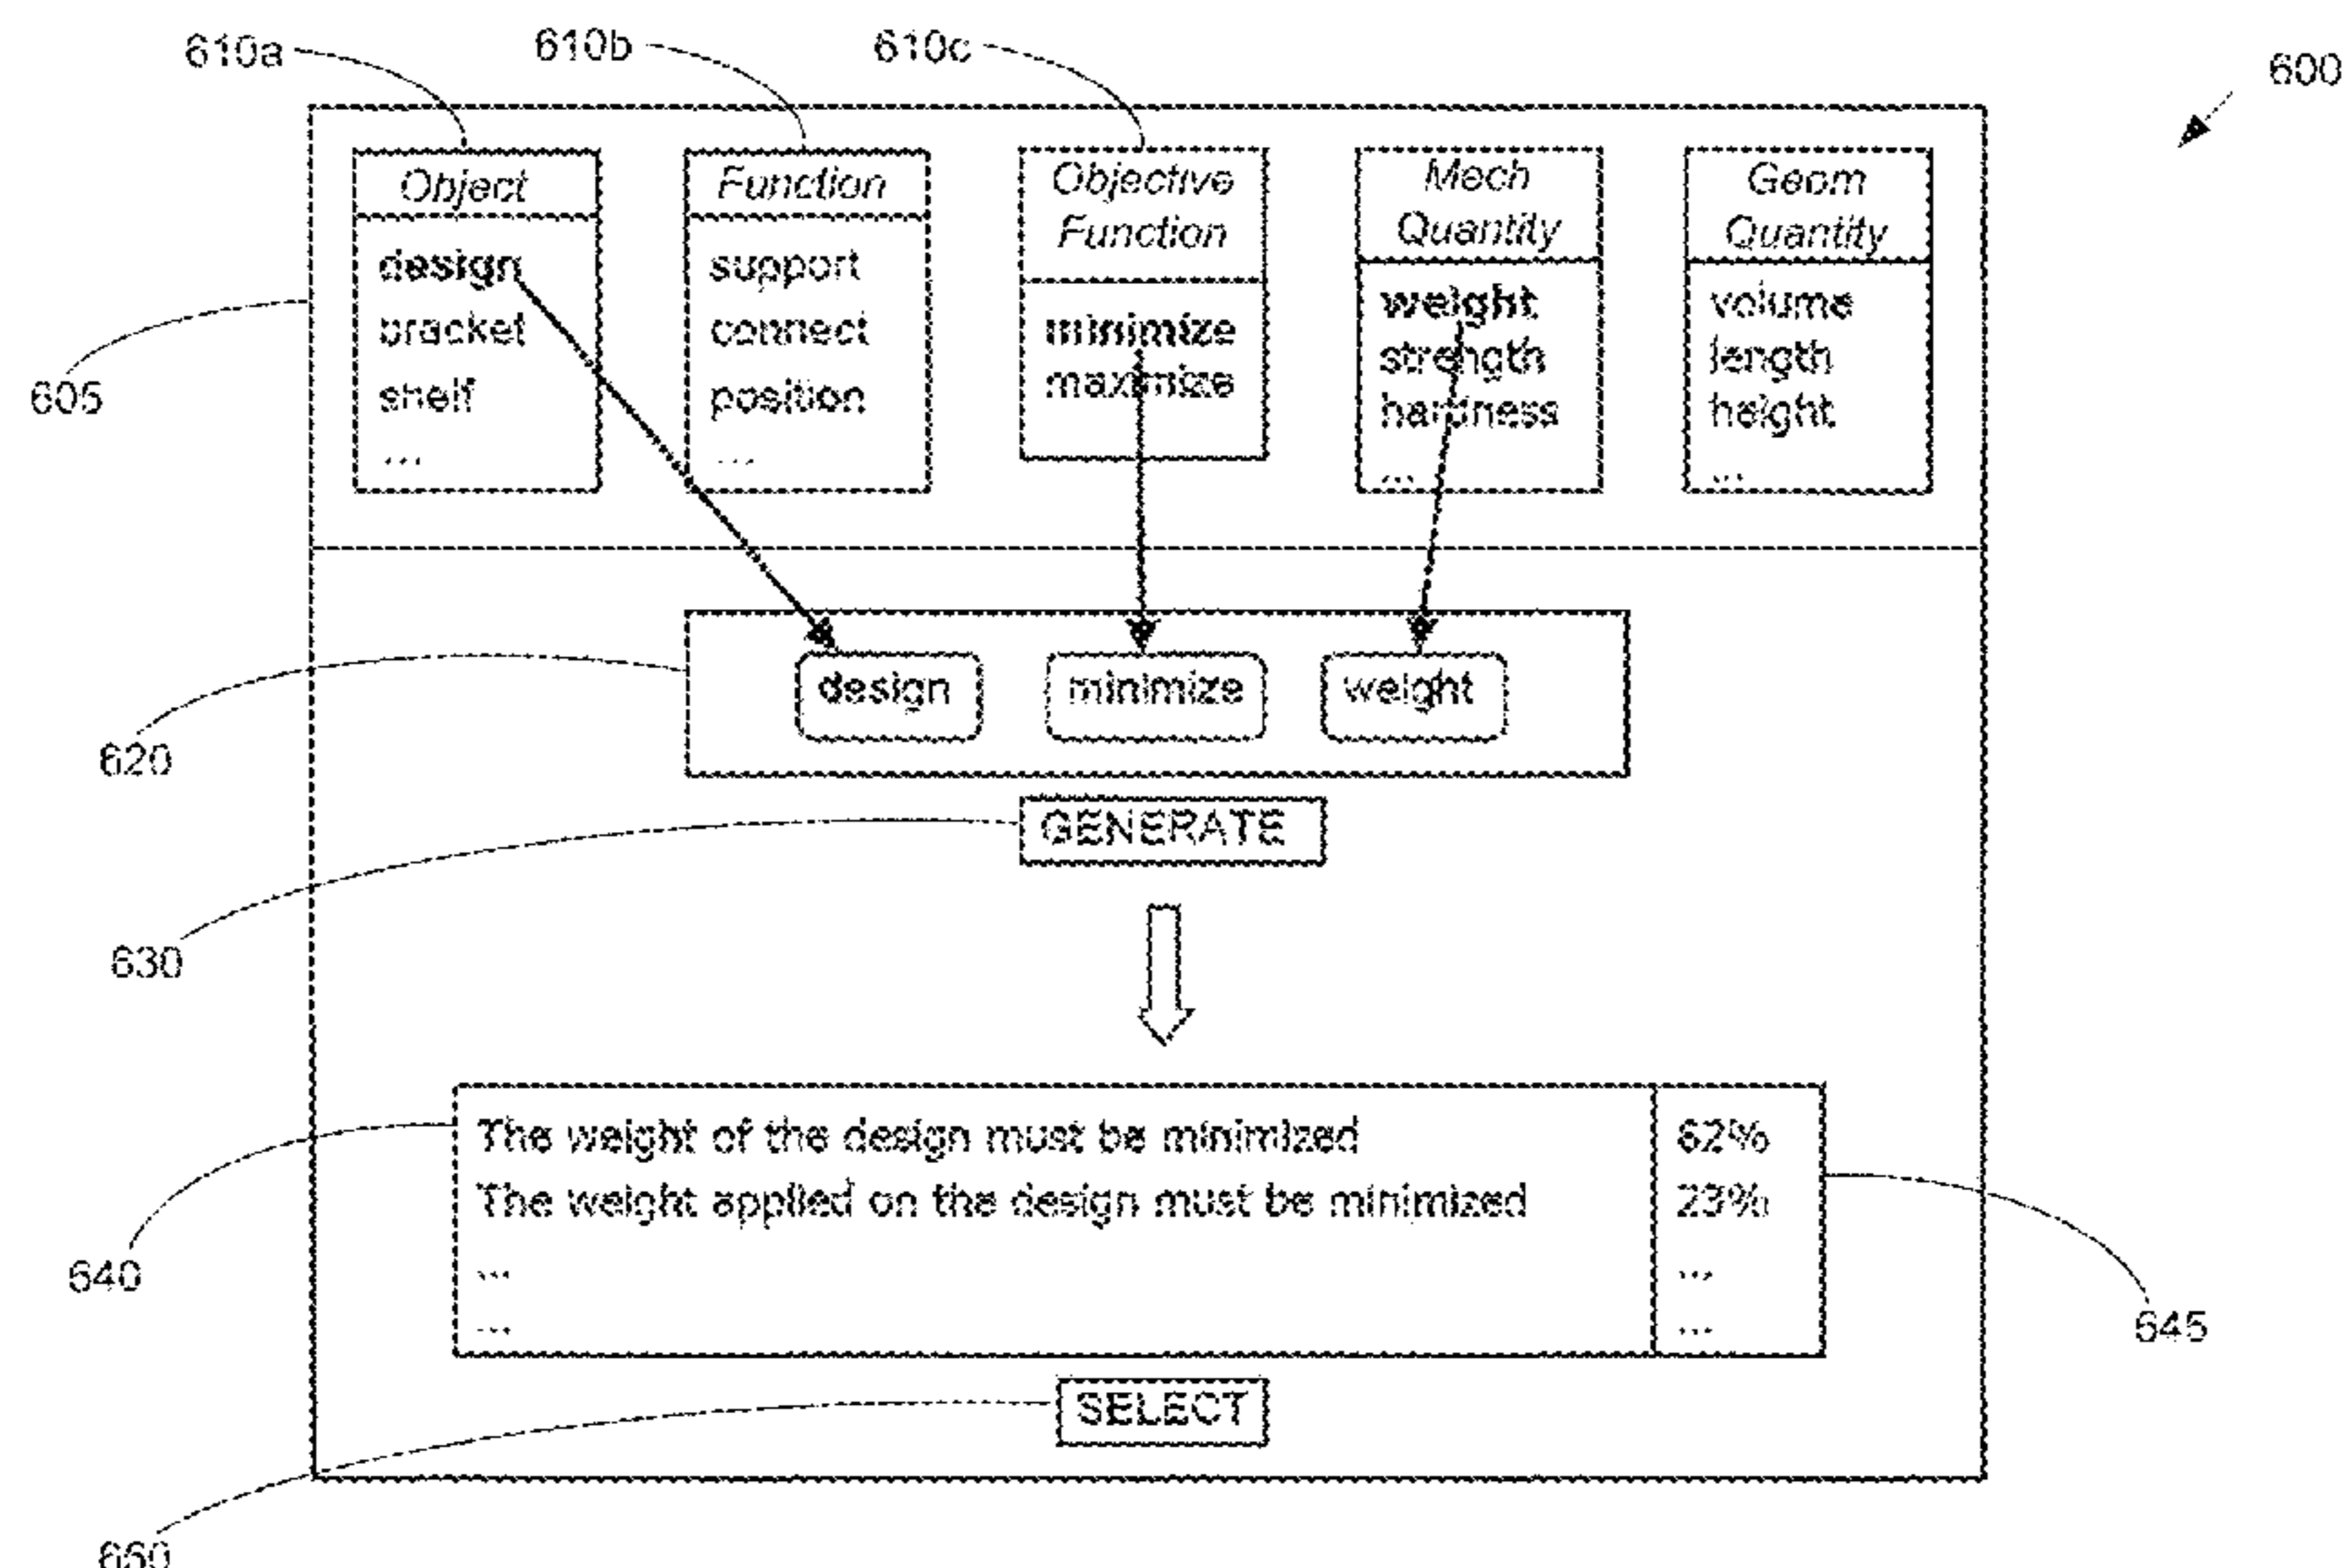 610a
610b
610c
600
Object
design
bracket
shelf
...
Function
support
connect
position
...
Objective
Function
minimize
maximize
Mech
Quantity
weight
strength
hardness
...
Geom
Quantity
volume
length
height
...
605
620
design
minimize
weight
GENERATE
630
The weight of the design must be minimized
62%
The weight applied on the design must be minimized
23%
...
...
...
...
640
645
SELECT